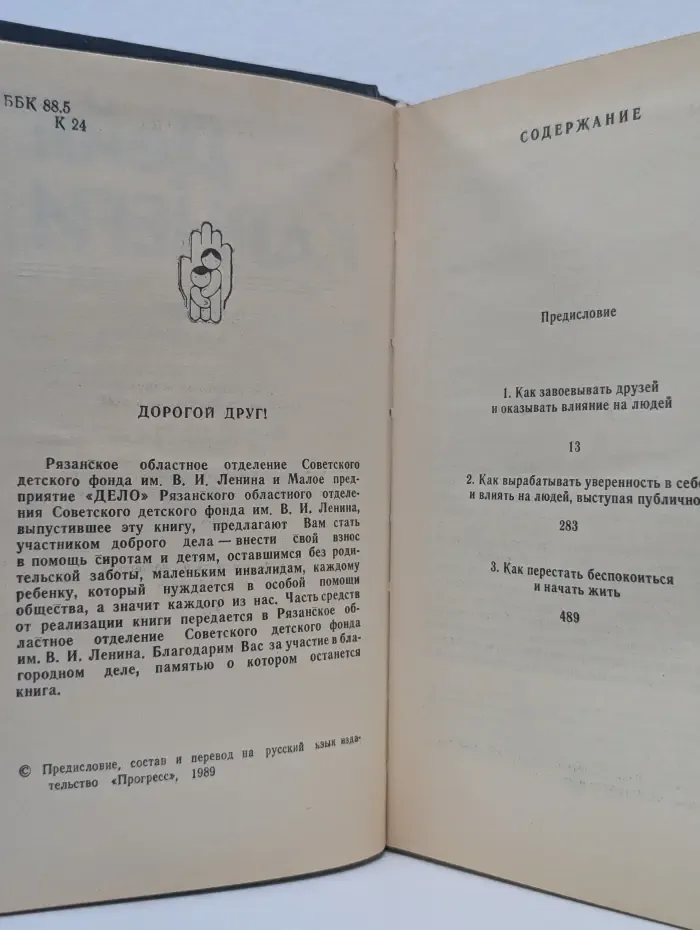 ББК 88.5
К 24
ДОРОГОЙ ДРУГ!
Рязанское областное отделение Советского
детского фонда им. В. И. Ленина и Малое пред-
приятие «ДЕЛО» Рязанского областного отделе-
ния Советского детского фонда им. В. И. Ленина,
выпустившее эту книгу, предлагают Вам стать
участником доброго дела — внести свой взнос
в помощь сиротам и детям, оставшимся без роди-
тельской заботы, маленьким инвалидам, каждому
ребенку, который нуждается в особой помощи
общества, а значит каждого из нас. Часть средств
от реализации книги передается в Рязанское об-
ластное отделение Советского детского фонда
им. В. И. Ленина. Благодарим Вас за участие в бла-
городном деле, памятью о котором останется
книга.
© Предисловие, состав и перевод на русский язык изда-
тельство «Прогресс», 1989
СОДЕРЖАНИЕ
Предисловие
1. Как завоевывать друзей
и оказывать влияние на людей
13
2. Как вырабатывать уверенность в себе
и влиять на людей, выступая публично
283
3. Как перестать беспокоиться
и начать жить
489